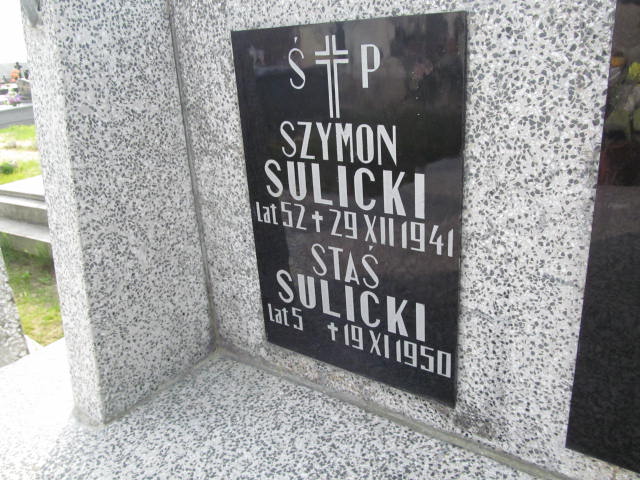 Ś P
SZYMON
SULICKI
lat 52 + 29 XII 1941
STAŚ
SULICKI
lat 5 + 19 XI 1950